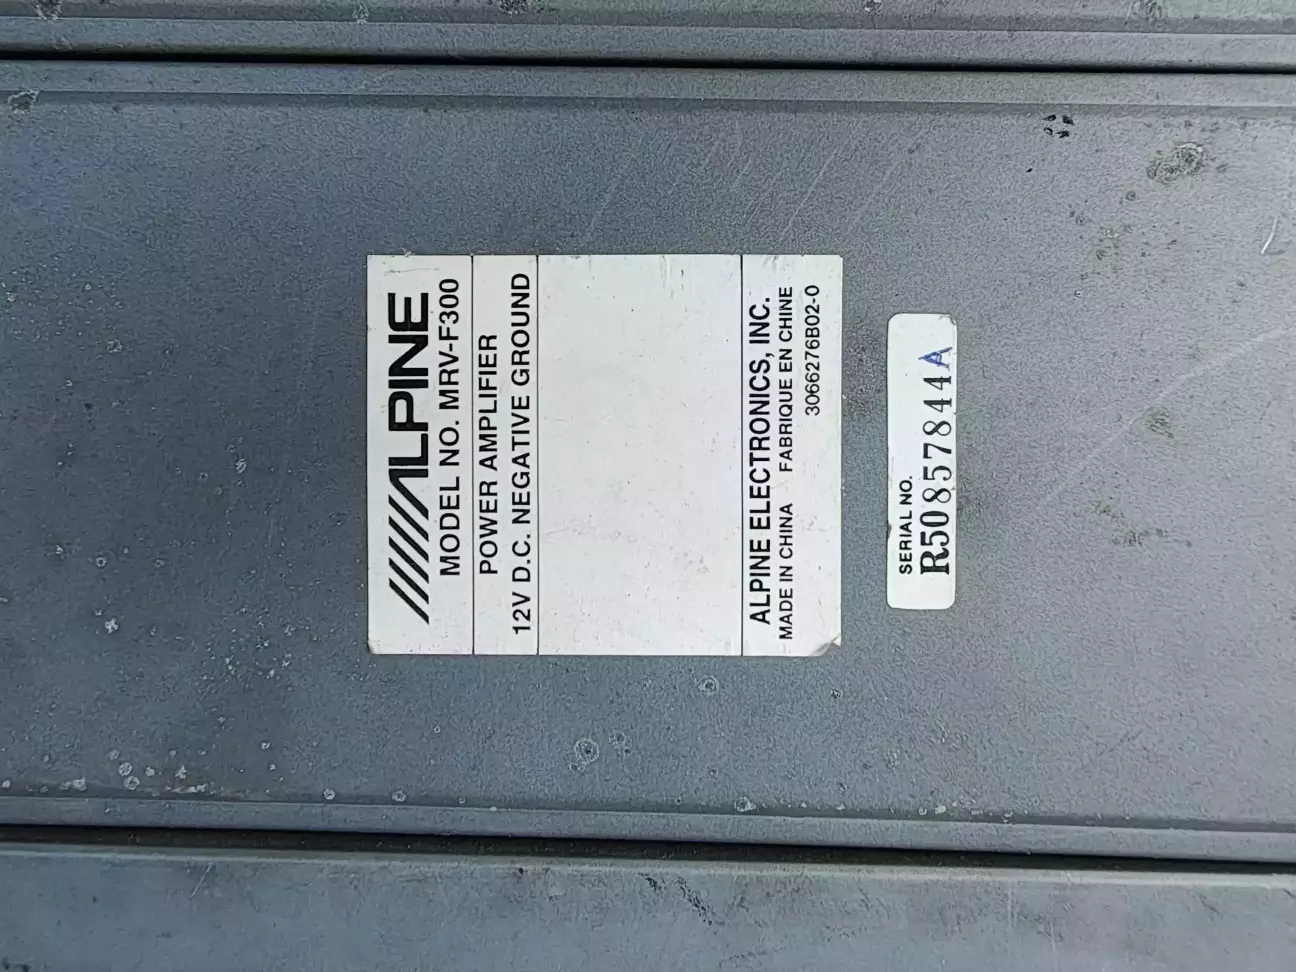 ALPINE
MODEL NO. MRV-F300
POWER AMPLIFIER
12V D.C. NEGATIVE GROUND
ALPINE ELECTRONICS, INC.
MADE IN CHINA FABRIQUE EN CHINE
3066276B02-0
SERIAL NO.
R50857844A